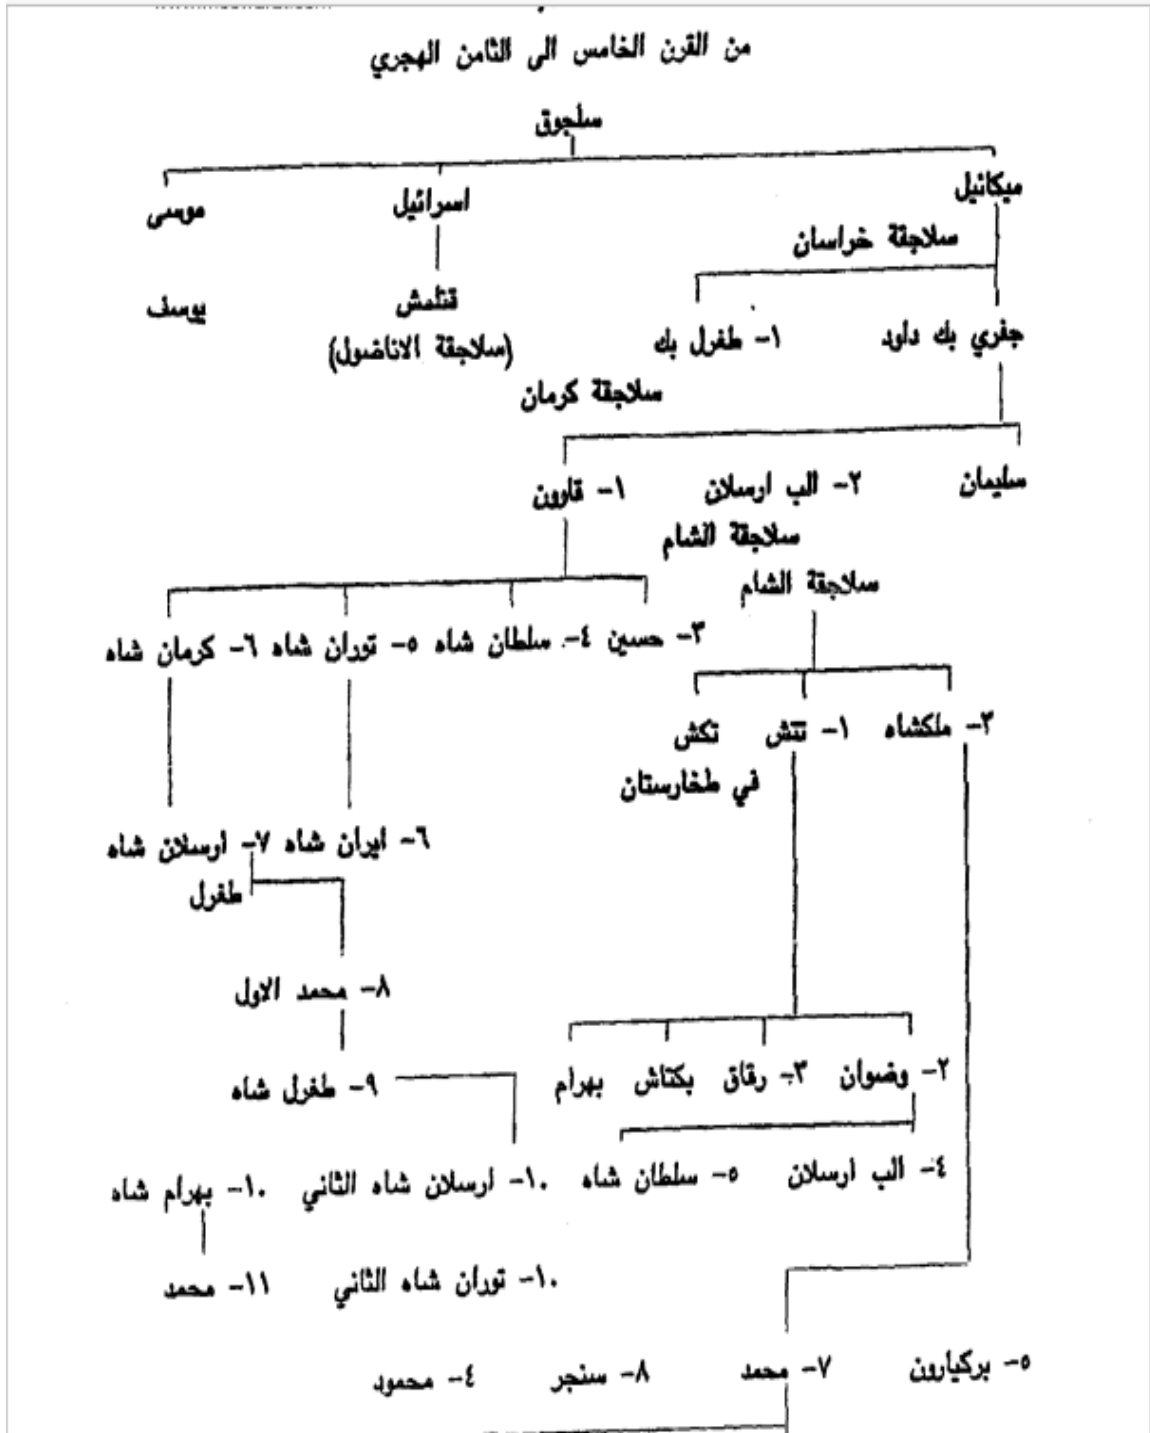 من القرن الخامس الى الثامن الهجري
سلجوق
ميكائيل اسرائيل موسى
سلاجقة خراسان
قتلمش يوسف
جفري بك داود ١- طغرل بك (سلاجقة الاناضول)
سلاجقة كرمان
سليمان ٢- الب ارسلان ١- قارون
سلاجقة الشام
سلاجقة الشام
٣- حسين ٤- سلطان شاه ٥- توران شاه ٦- كرمان شاه
٣- ملكشاه ١- تتش تكش
في طخارستان
٦- ايران شاه ٧- ارسلان شاه
طغرل
٨- محمد الاول
٢- وضوان ٣- رقاق بكتاش بهرام ٩- طغرل شاه
٤- الب ارسلان ٥- سلطان شاه ١٠- ارسلان شاه الثاني ١٠- بهرام شاه
١٠- توران شاه الثاني ١١- محمد
٥- بركيارون ٧- محمد ٨- سنجر ٤- محمود